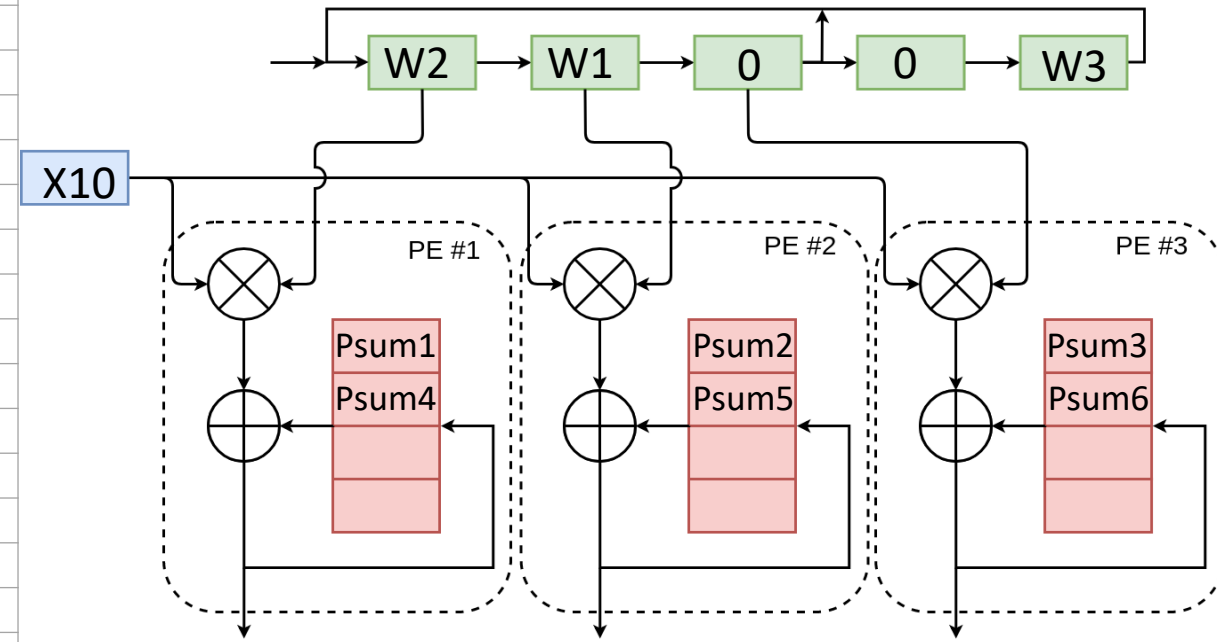 W2
W1
0
0
W3
X10
PE #1
PE #2
PE #3
Psum1
Psum2
Psum3
Psum4
Psum5
Psum6